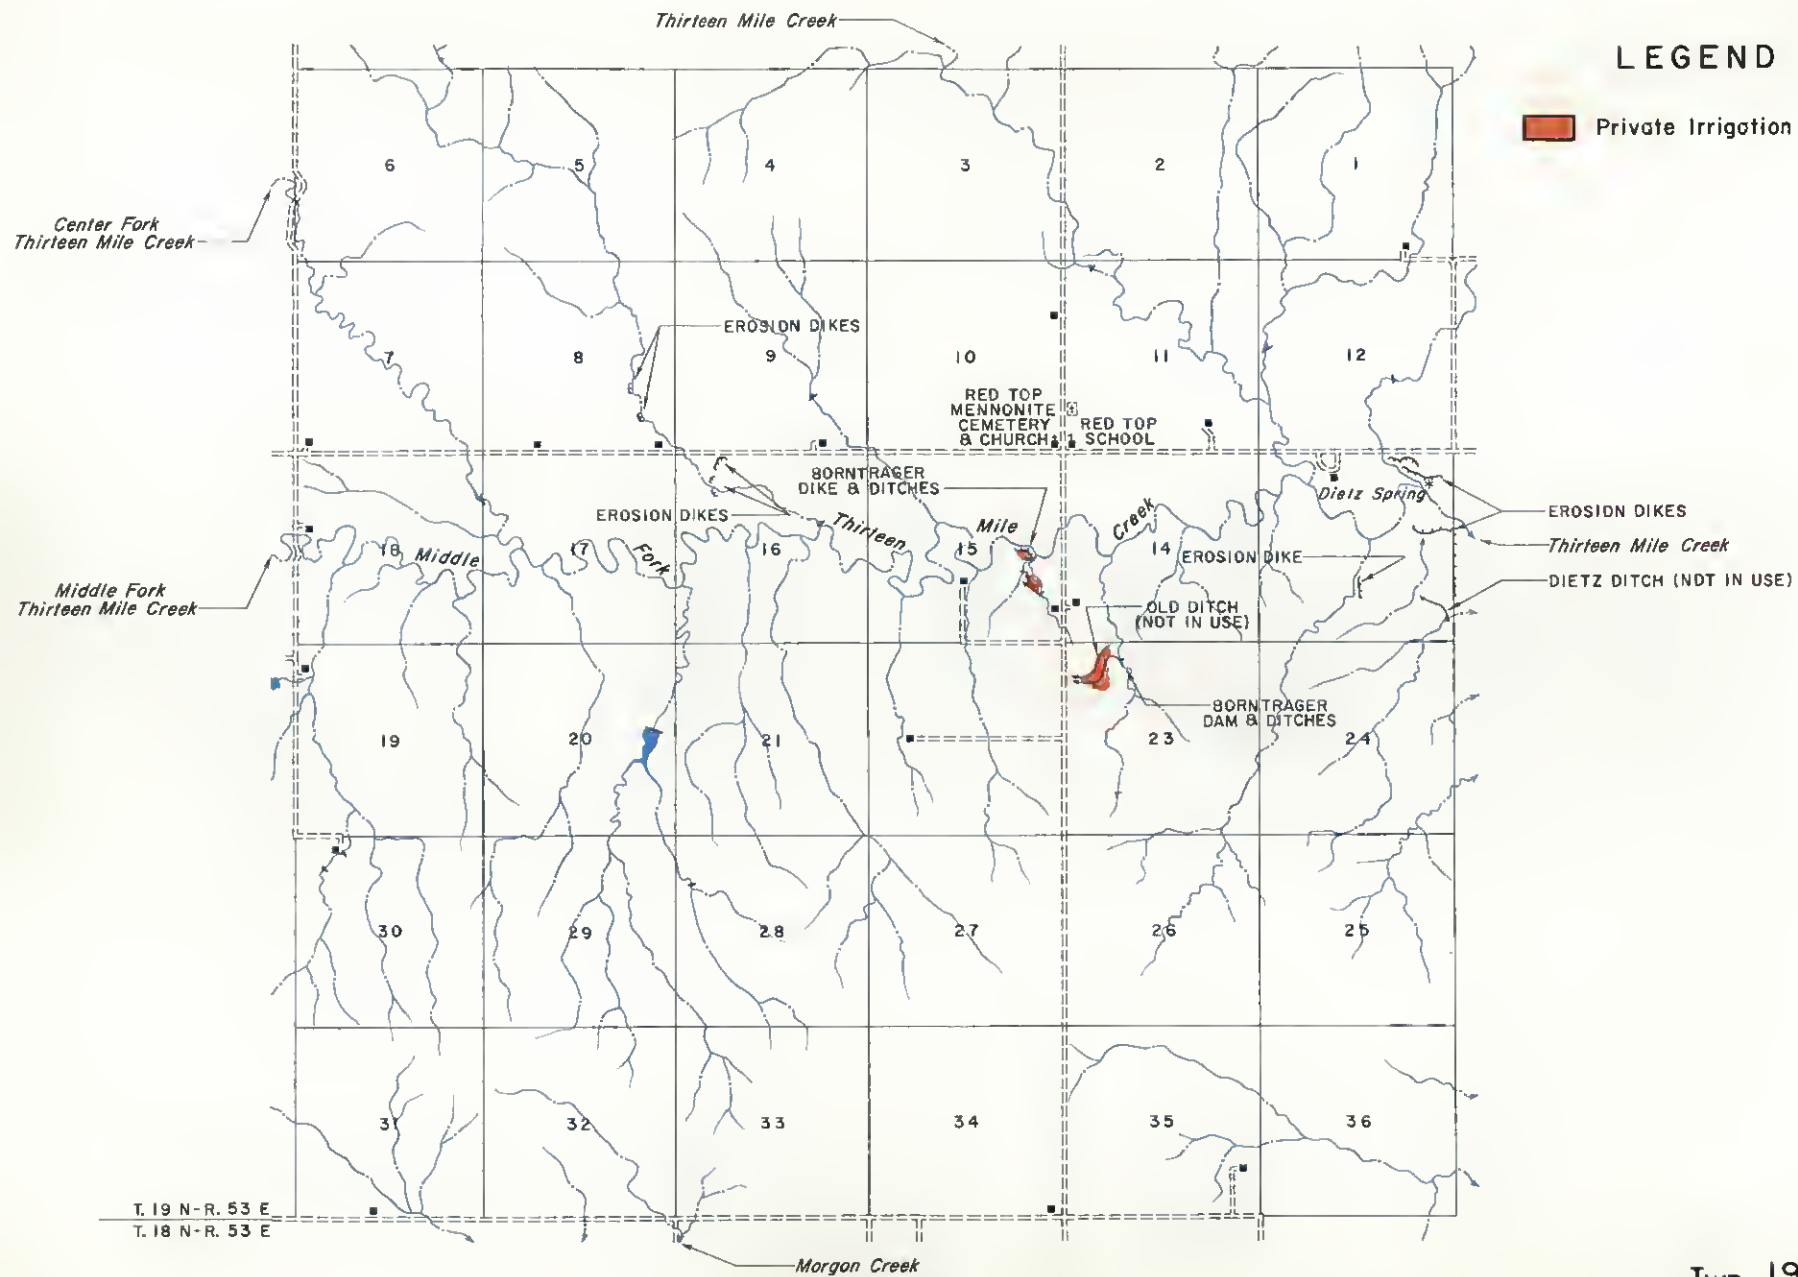 Thirteen Mile Creek
LEGEND
Private Irrigation
6
5
4
3
2
1
Center Fork
Thirteen Mile Creek
EROSION DIKES
7
8
9
10
11
12
RED TOP
MENNONITE
CEMETERY
& CHURCH
RED TOP
SCHOOL
BORNTRAGER
DIKE & DITCHES
Dietz Spring
EROSION DIKES
EROSION DIKES
Thirteen Mile Creek
DIETZ DITCH (NOT IN USE)
EROSION DIKE
18
Middle
17
Fork
16
Thirteen
15
Mile
Creek
14
Middle Fork
Thirteen Mile Creek
OLD DITCH
(NOT IN USE)
BORNTRAGER
DAM & DITCHES
19
20
21
23
24
30
29
28
27
26
25
31
32
33
34
35
36
T. 19 N-R. 53 E
T. 18 N-R. 53 E
Morgan Creek
Twp. 19